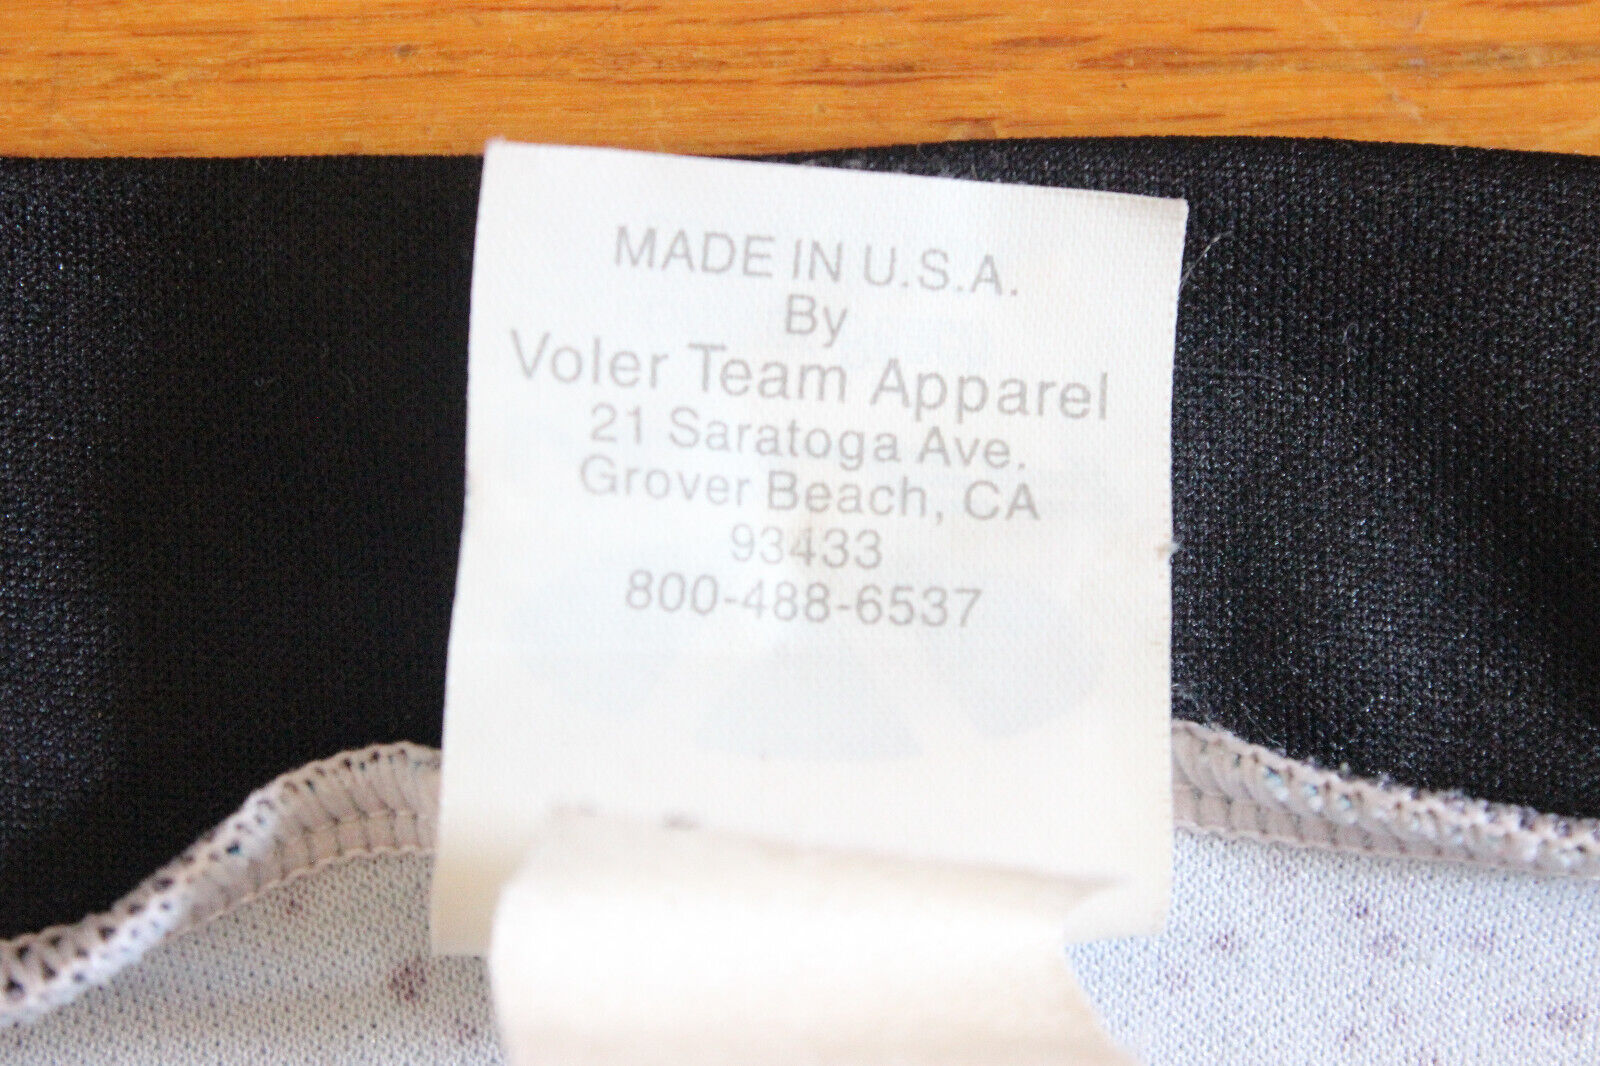 MADE IN U.S.A.
By
Voler Team Apparel
21 Saratoga Ave.
Grover Beach, CA
93433
800-488-6537